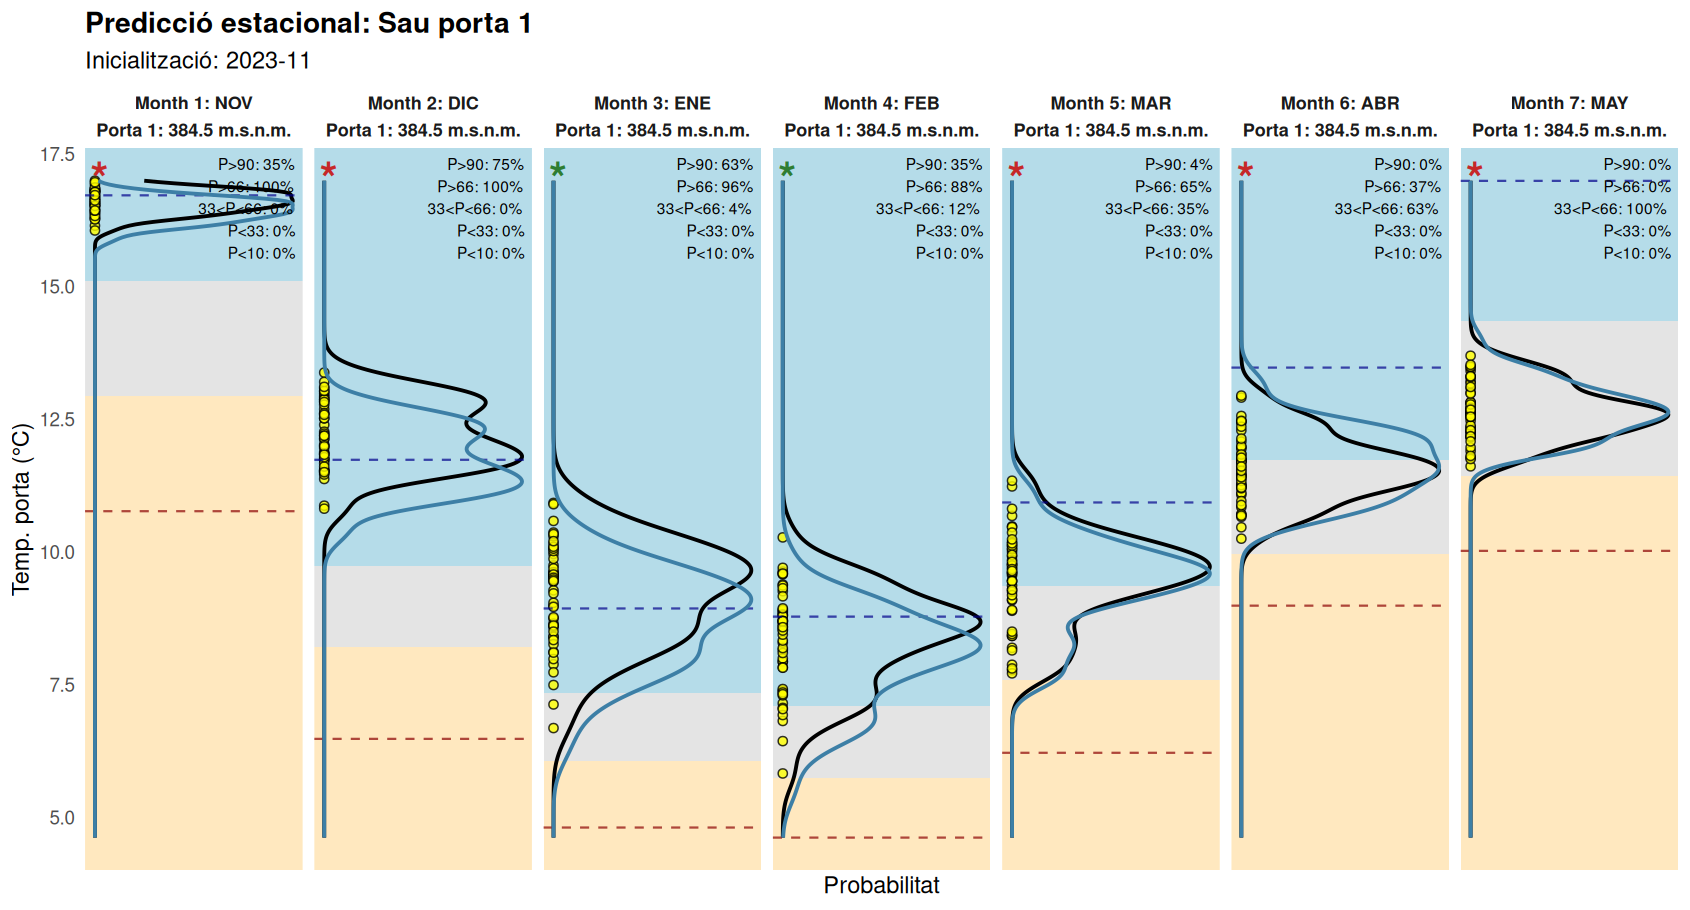 Predicció estacional: Sau porta 1
Inicialització: 2023-11
Month 1: NOV
Porta 1: 384.5 m.s.n.m.
Month 2: DIC
Porta 1: 384.5 m.s.n.m.
Month 3: ENE
Porta 1: 384.5 m.s.n.m.
Month 4: FEB
Porta 1: 384.5 m.s.n.m.
Month 5: MAR
Porta 1: 384.5 m.s.n.m.
Month 6: ABR
Porta 1: 384.5 m.s.n.m.
Month 7: MAY
Porta 1: 384.5 m.s.n.m.
Temp. porta (°C)
17.5
15.0
12.5
10.0
7.5
5.0
*
P>90: 35%
P>66: 100%
33<P<66: 0%
P<33: 0%
P<10: 0%
*
P>90: 75%
P>66: 100%
33<P<66: 0%
P<33: 0%
P<10: 0%
*
P>90: 63%
P>66: 96%
33<P<66: 4%
P<33: 0%
P<10: 0%
*
P>90: 35%
P>66: 88%
33<P<66: 12%
P<33: 0%
P<10: 0%
*
P>90: 4%
P>66: 65%
33<P<66: 35%
P<33: 0%
P<10: 0%
*
P>90: 0%
P>66: 37%
33<P<66: 63%
P<33: 0%
P<10: 0%
*
P>90: 0%
P>66: 0%
33<P<66: 100%
P<33: 0%
P<10: 0%
Probabilitat